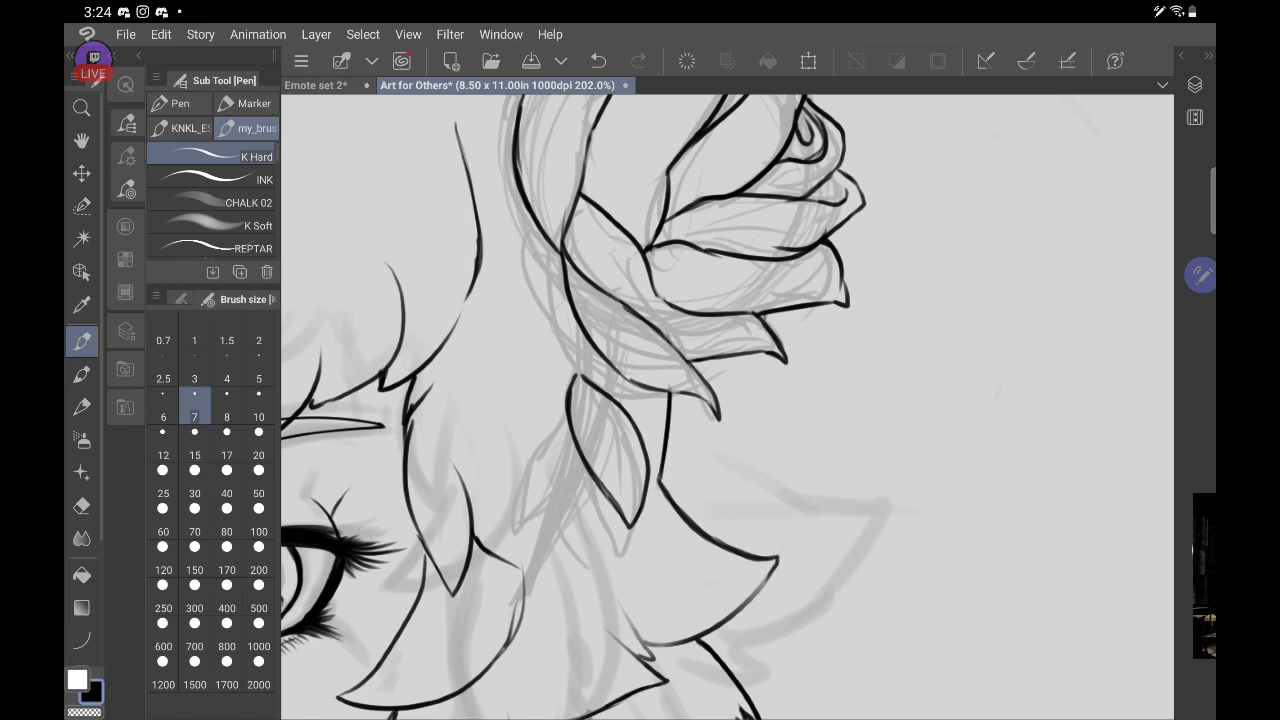 3:24
File Edit Story Animation Layer Select View Filter Window Help
LIVE
Sub Tool [Pen]
Emote set 2*
Art for Others* (8.50 x 11.00in 1000dpi 202.0%)
Pen
Marker
KNKL_ES
my_brus
K Hard
INK
CHALK 02
K Soft
REPTAR
Brush size [H
0.7 1 1.5 2
2.5 3 4 5
6 7 8 10
12 15 17 20
25 30 40 50
60 70 80 100
120 150 170 200
250 300 400 500
600 700 800 1000
1200 1500 1700 2000